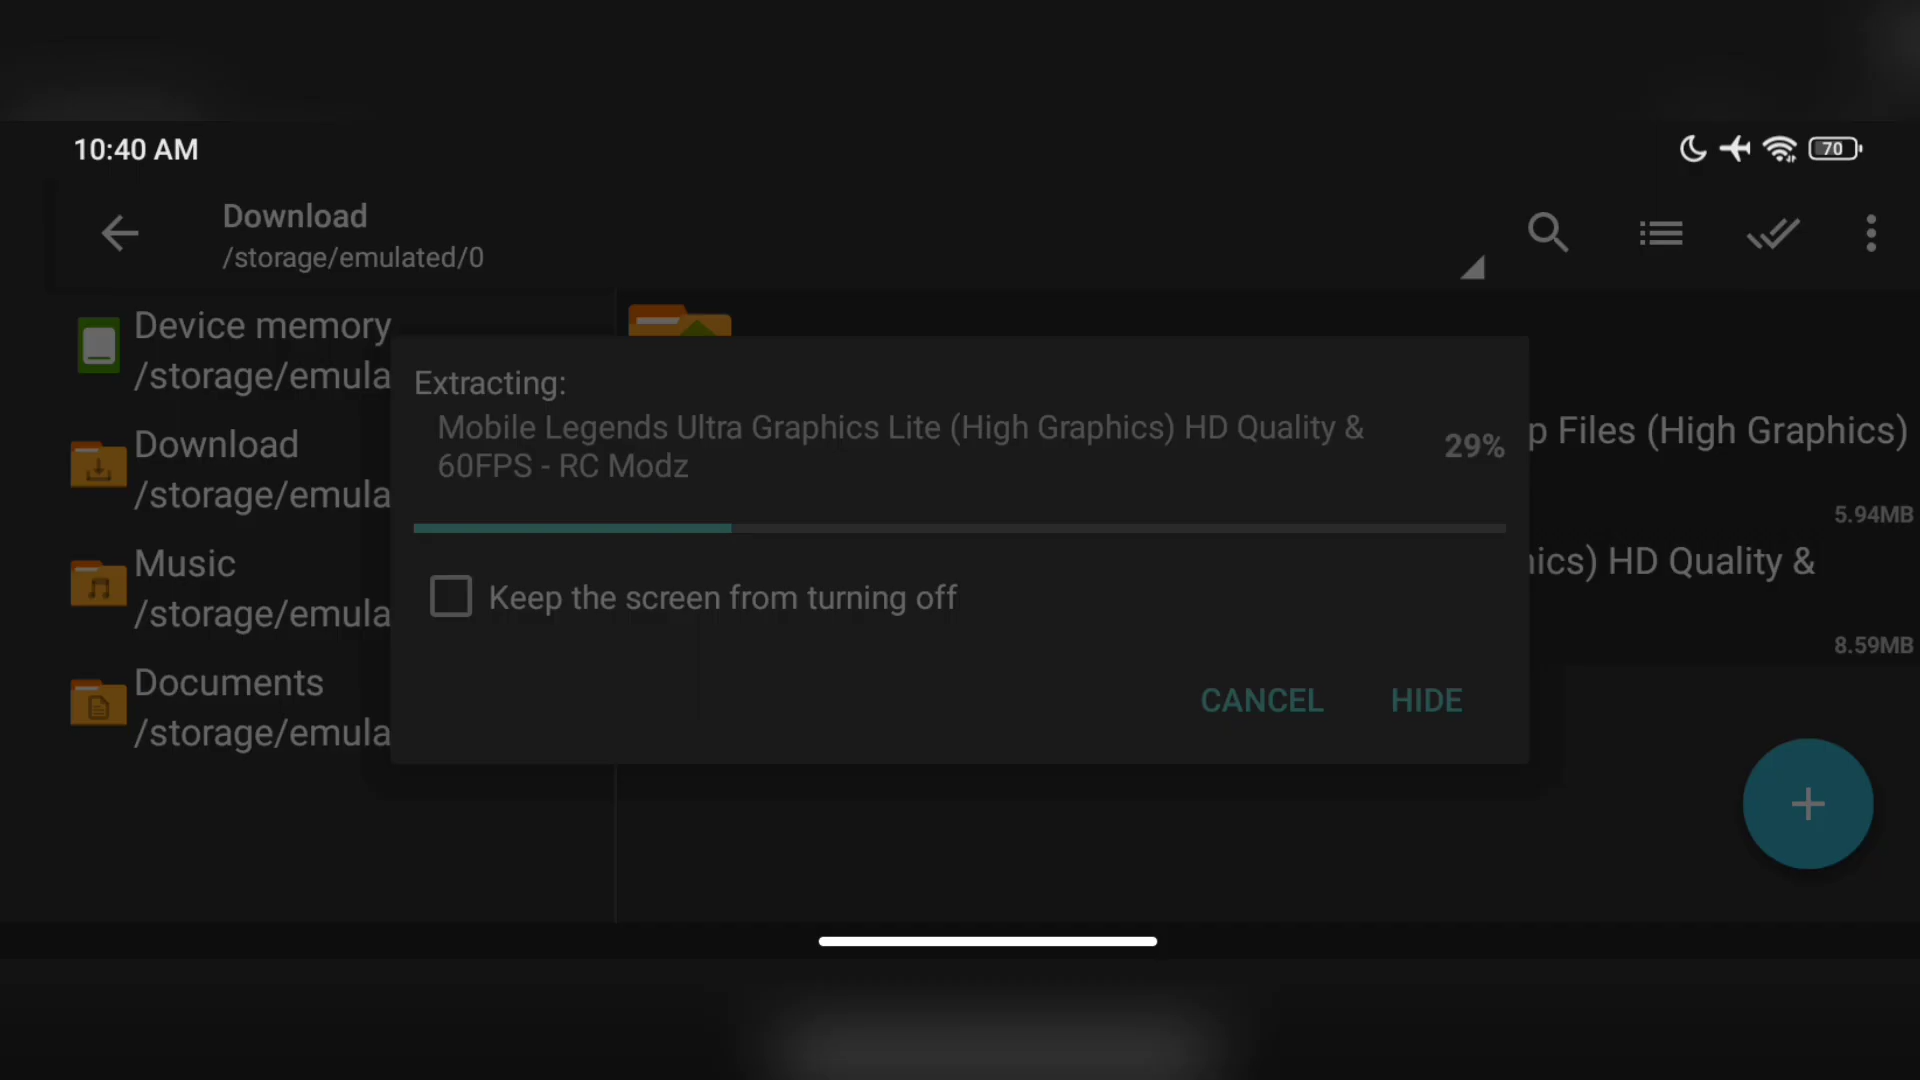 10:40 AM
70
Download
/storage/emulated/0
Device memory
/storage/emula
Download
/storage/emula
Music
/storage/emula
Documents
/storage/emula
Extracting:
Mobile Legends Ultra Graphics Lite (High Graphics) HD Quality &
60FPS - RC Modz
29%
Keep the screen from turning off
CANCEL
HIDE
p Files (High Graphics)
5.94MB
ics) HD Quality &
8.59MB